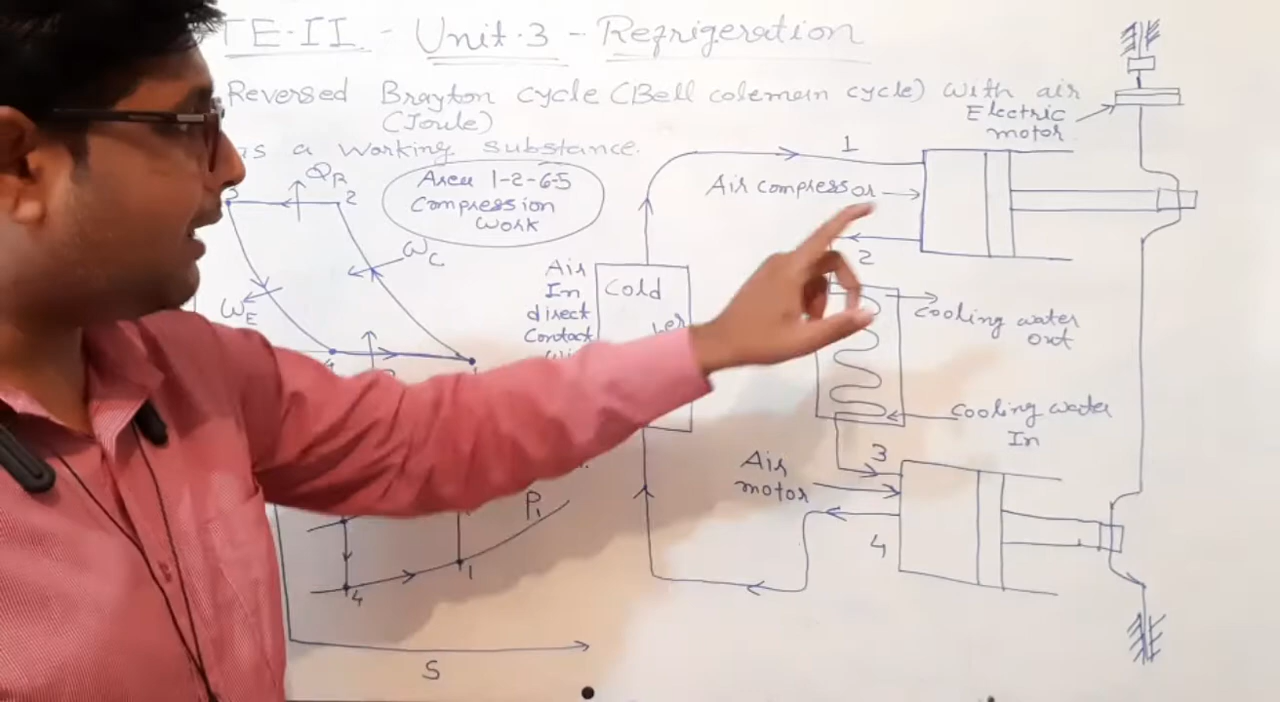 TE-II - Unit-3 - Refrigeration
Reversed Brayton cycle (Bell coleman cycle) with air
(Joule)
as a working substance.
Electric
motor
Area 1-2-6-5
Compression
Work
QR
2
WC
WE
1
Air compressor
2
Air
In
direct
Contact
Cold
Cooling water
out
Cooling water
In
3
Air
motor
4
P1
1
4
S